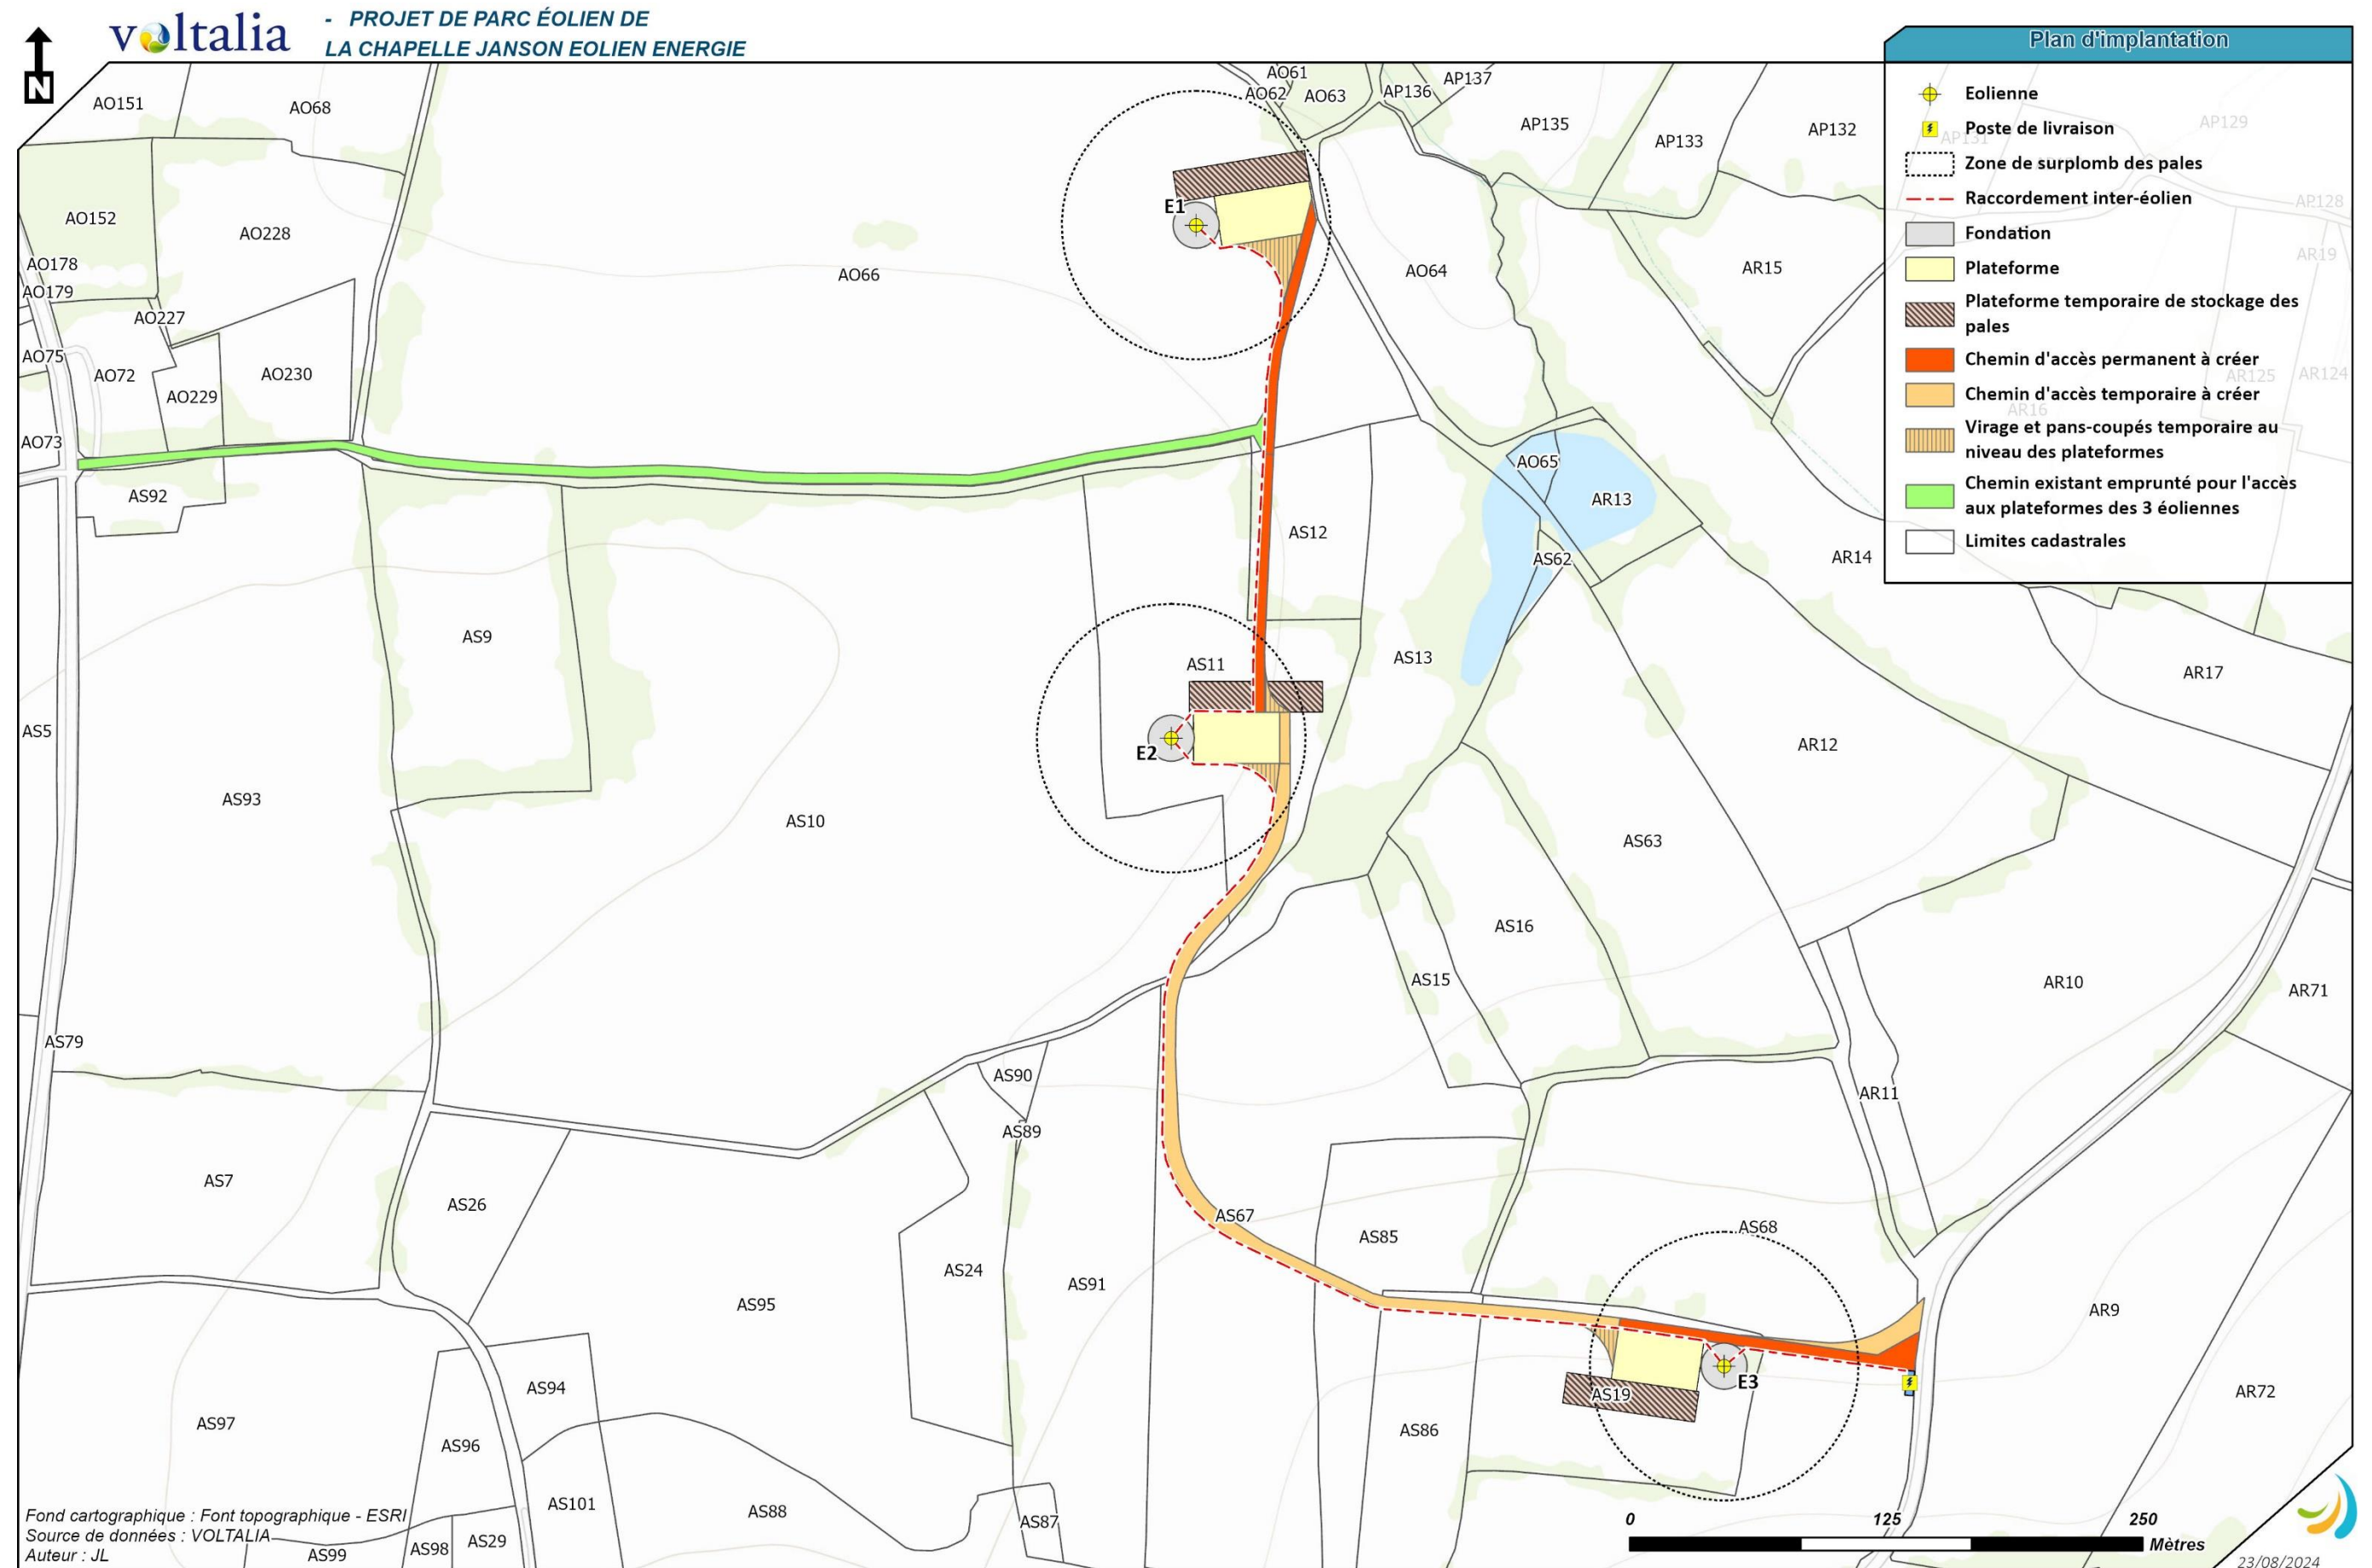 N
voltalia
- PROJET DE PARC ÉOLIEN DE
LA CHAPELLE JANSON EOLIEN ENERGIE
Plan d'implantation
Eolienne
Poste de livraison
Zone de surplomb des pales
Raccordement inter-éolien
Fondation
Plateforme
Plateforme temporaire de stockage des
pales
Chemin d'accès permanent à créer
Chemin d'accès temporaire à créer
Virage et pans-coupés temporaire au
niveau des plateformes
Chemin existant emprunté pour l'accès
aux plateformes des 3 éoliennes
Limites cadastrales
AP131
AP129
AP128
AR19
AR125
AR124
AR16
AO61
AO62
AO63
AP136
AP137
AO151
AO68
AP135
AP133
AP132
AO152
AO228
E1
AO178
AO66
AO64
AR15
AO179
AO227
AO75
AO72
AO230
AO229
AO73
AO65
AS92
AR13
AS12
AS62
AR14
AS9
AS11
AS13
AR17
AS5
E2
AR12
AS93
AS10
AS63
AS16
AS15
AR10
AR71
AS79
AS90
AR11
AS89
AS7
AS26
AS67
AS68
AS85
AS24
AS91
AS95
AR9
E3
AS94
AS19
AR72
AS97
AS96
AS86
AS101
AS88
AS87
AS29
AS98
AS99
Fond cartographique : Font topographique - ESRI
Source de données : VOLTALIA
Auteur : JL
0 125 250
Mètres
23/08/2024